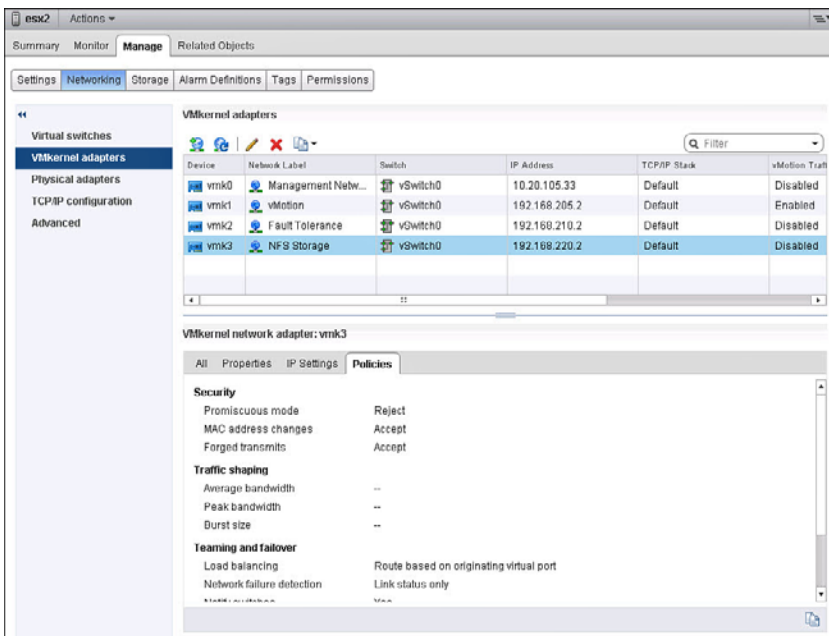 esx2 Actions
Summary Monitor Manage Related Objects
Settings Networking Storage Alarm Definitions Tags Permissions
Virtual switches
VMkernel adapters
Physical adapters
TCP/IP configuration
Advanced
VMkernel adapters
Filter
Device Network Label Switch IP Address TCP/IP Stack vMotion Traff
vmk0 Management Netw... vSwitch0 10.20.105.33 Default Disabled
vmk1 vMotion vSwitch0 192.168.205.2 Default Enabled
vmk2 Fault Tolerance vSwitch0 192.168.210.2 Default Disabled
vmk3 NFS Storage vSwitch0 192.168.220.2 Default Disabled
VMkernel network adapter: vmk3
All Properties IP Settings Policies
Security
Promiscuous mode Reject
MAC address changes Accept
Forged transmits Accept
Traffic shaping
Average bandwidth --
Peak bandwidth --
Burst size --
Teaming and failover
Load balancing Route based on originating virtual port
Network failure detection Link status only
Notify switches Yes